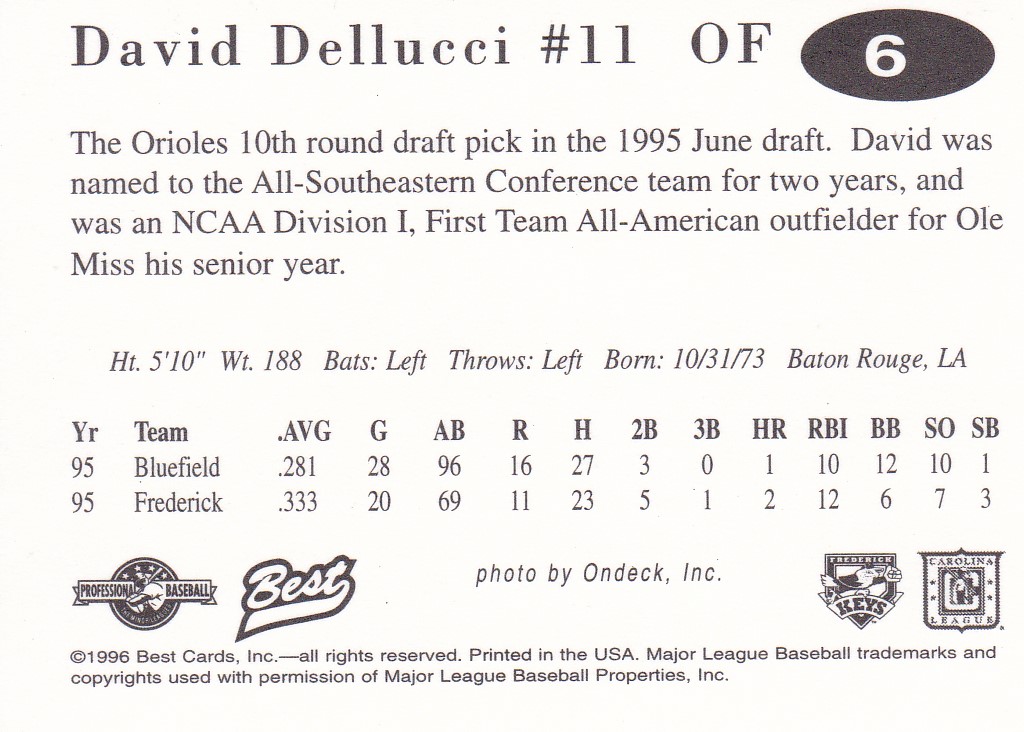 David Dellucci #11 OF 6
The Orioles 10th round draft pick in the 1995 June draft. David was
named to the All-Southeastern Conference team for two years, and
was an NCAA Division I, First Team All-American outfielder for Ole
Miss his senior year.
Ht. 5'10" Wt. 188 Bats: Left Throws: Left Born: 10/31/73 Baton Rouge, LA
Yr Team .AVG G AB R H 2B 3B HR RBI BB SO SB
95 Bluefield .281 28 96 16 27 3 0 1 10 12 10 1
95 Frederick .333 20 69 11 23 5 1 2 12 6 7 3
PROFESSIONAL BASEBALL
Best
photo by Ondeck, Inc.
FREDERICK
KEYS
CAROLINA
LEAGUE
©1996 Best Cards, Inc.—all rights reserved. Printed in the USA. Major League Baseball trademarks and
copyrights used with permission of Major League Baseball Properties, Inc.